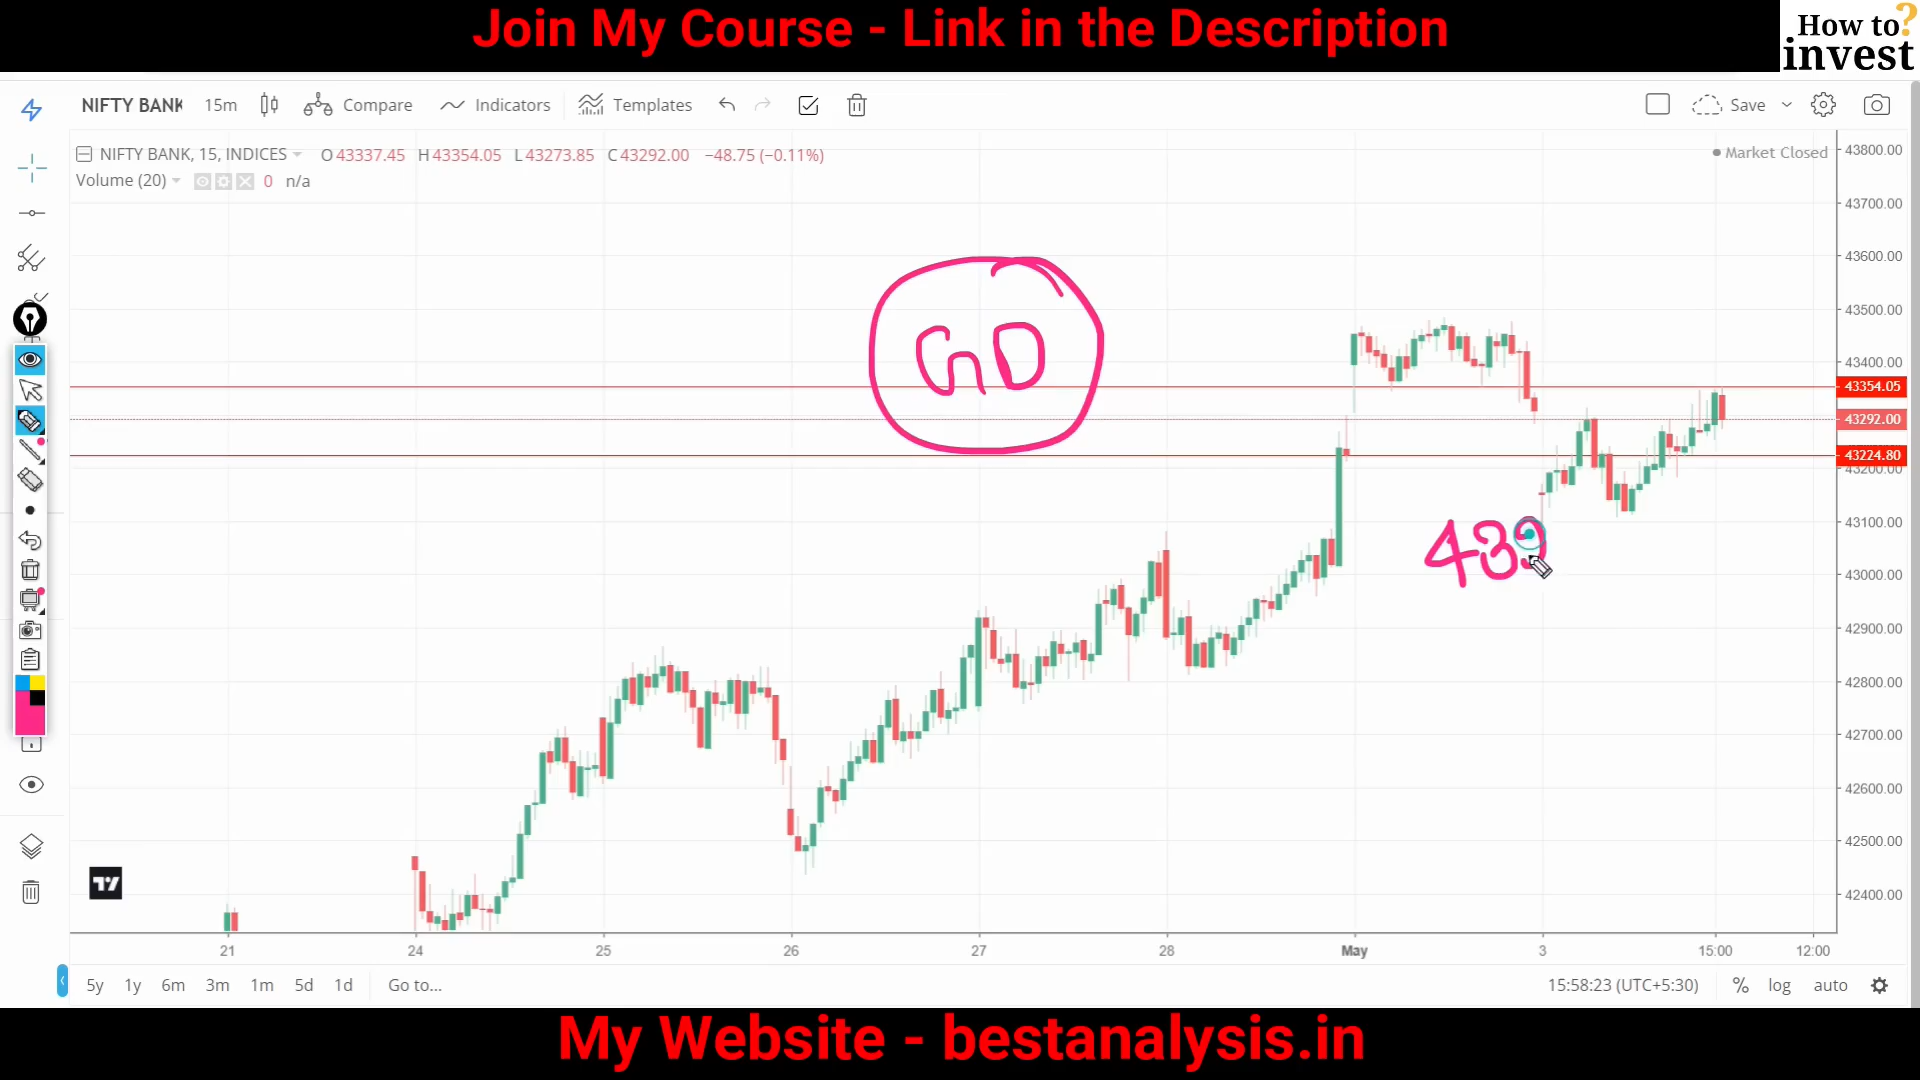 Join My Course - Link in the Description
How to?
invest
NIFTY BANK 15m Compare Indicators Templates Save
NIFTY BANK, 15, INDICES O43337.45 H43354.05 L43273.85 C43292.00 −48.75 (−0.11%)
Market Closed
Volume (20) 0 n/a
43800.00
43700.00
43600.00
43500.00
43400.00
43354.05
43292.00
43224.80
43200.00
43100.00
43000.00
42900.00
42800.00
42700.00
42600.00
42500.00
42400.00
GD
439
21 24 25 26 27 28 May 3 15:00 12:00
5y 1y 6m 3m 1m 5d 1d Go to... 15:58:23 (UTC+5:30) % log auto
My Website - bestanalysis.in